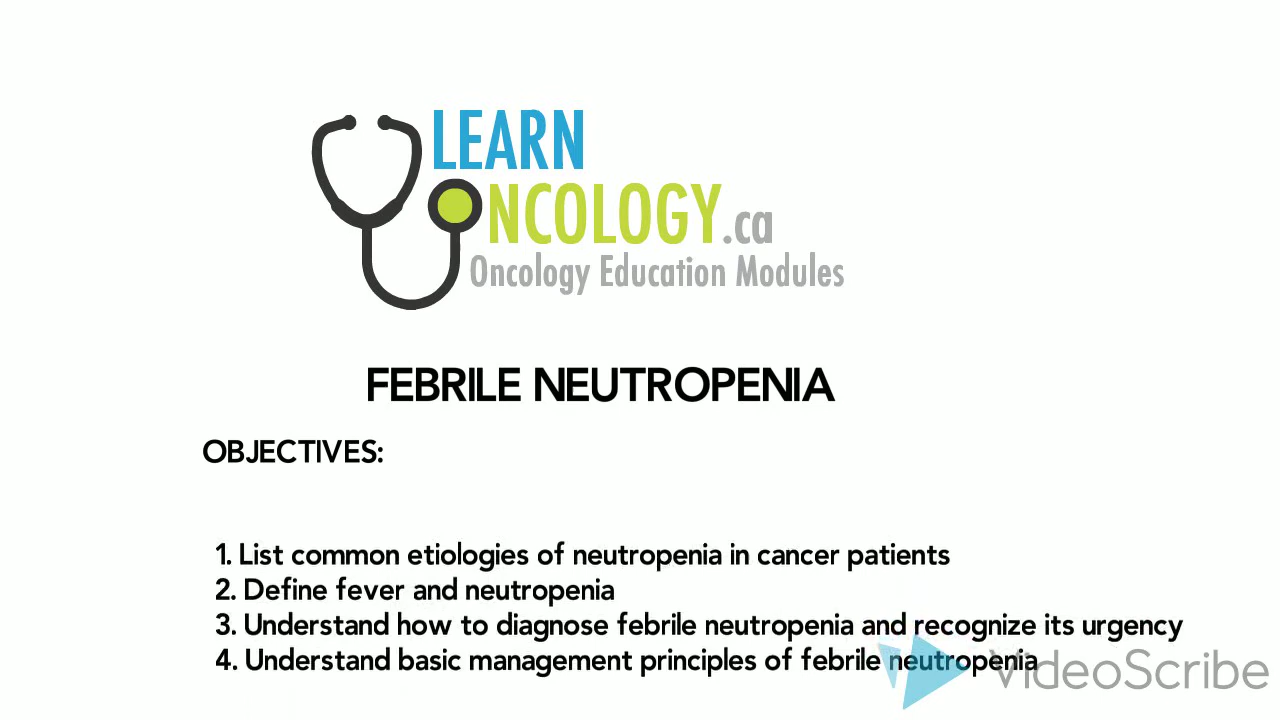 LEARN
ONCOLOGY.ca
Oncology Education Modules
FEBRILE NEUTROPENIA
OBJECTIVES:
1. List common etiologies of neutropenia in cancer patients
2. Define fever and neutropenia
3. Understand how to diagnose febrile neutropenia and recognize its urgency
4. Understand basic management principles of febrile neutropenia
VideoScribe